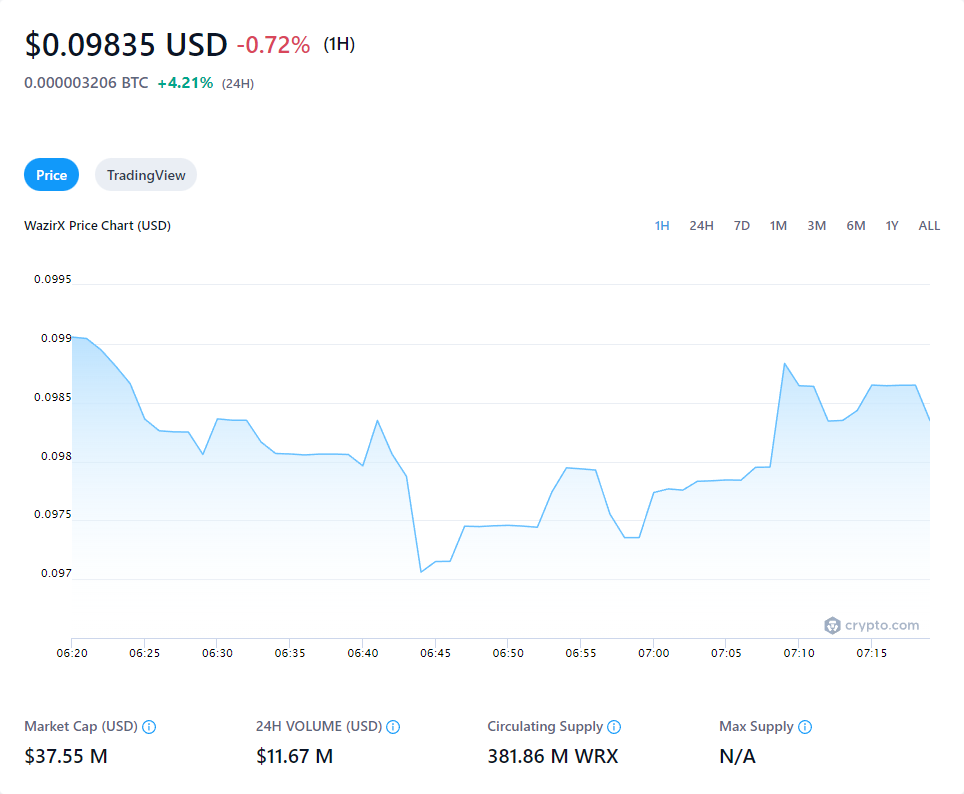 $0.09835 USD -0.72% (1H)
0.000003206 BTC +4.21% (24H)
Price TradingView
WazirX Price Chart (USD) 1H 24H 7D 1M 3M 6M 1Y ALL
0.0995
0.099
0.0985
0.098
0.0975
0.097
crypto.com
06:20 06:25 06:30 06:35 06:40 06:45 06:50 06:55 07:00 07:05 07:10 07:15
Market Cap (USD) 24H VOLUME (USD) Circulating Supply Max Supply
$37.55 M $11.67 M 381.86 M WRX N/A